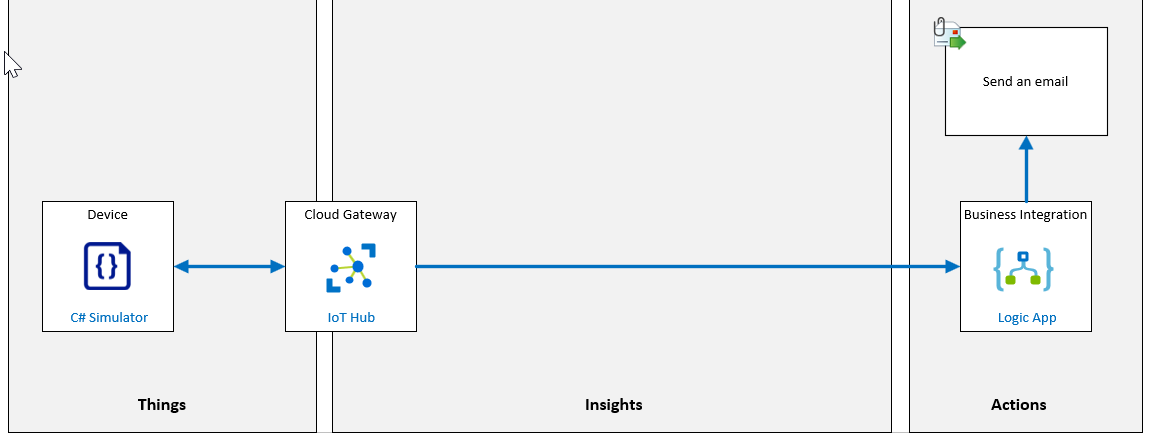 Send an email
Device
Cloud Gateway
Business Integration
{}
C# Simulator
IoT Hub
Logic App
Things
Insights
Actions